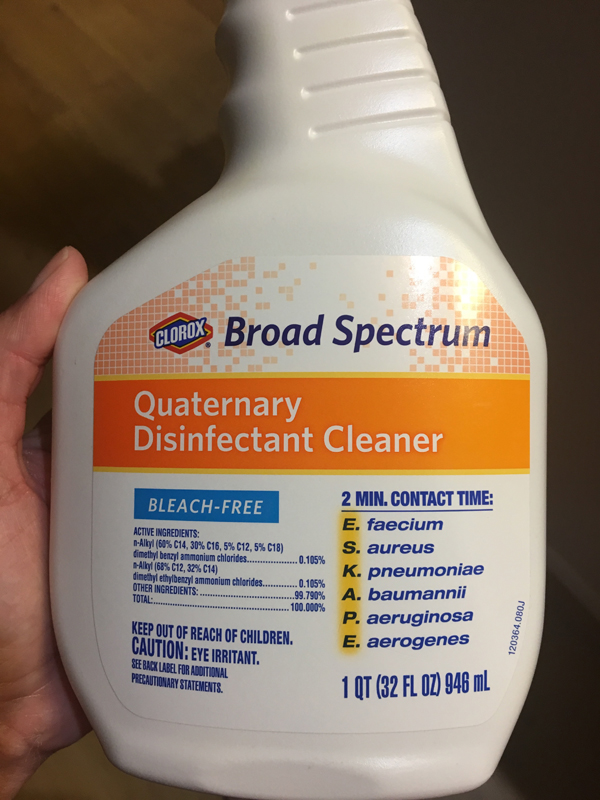 CLOROX
Broad Spectrum
Quaternary
Disinfectant Cleaner
BLEACH-FREE
ACTIVE INGREDIENTS:
n-Alkyl (60% C14, 30% C16, 5% C12, 5% C18)
dimethyl benzyl ammonium chlorides............. 0.105%
n-Alkyl (68% C12, 32% C14)
dimethyl ethylbenzyl ammonium chlorides........... 0.105%
OTHER INGREDIENTS:........................... 99.790%
TOTAL:........................................ 100.000%
KEEP OUT OF REACH OF CHILDREN.
CAUTION: EYE IRRITANT.
SEE BACK LABEL FOR ADDITIONAL
PRECAUTIONARY STATEMENTS.
2 MIN. CONTACT TIME:
E. faecium
S. aureus
K. pneumoniae
A. baumannii
P. aeruginosa
E. aerogenes
1 QT (32 FL OZ) 946 mL
120364.080J